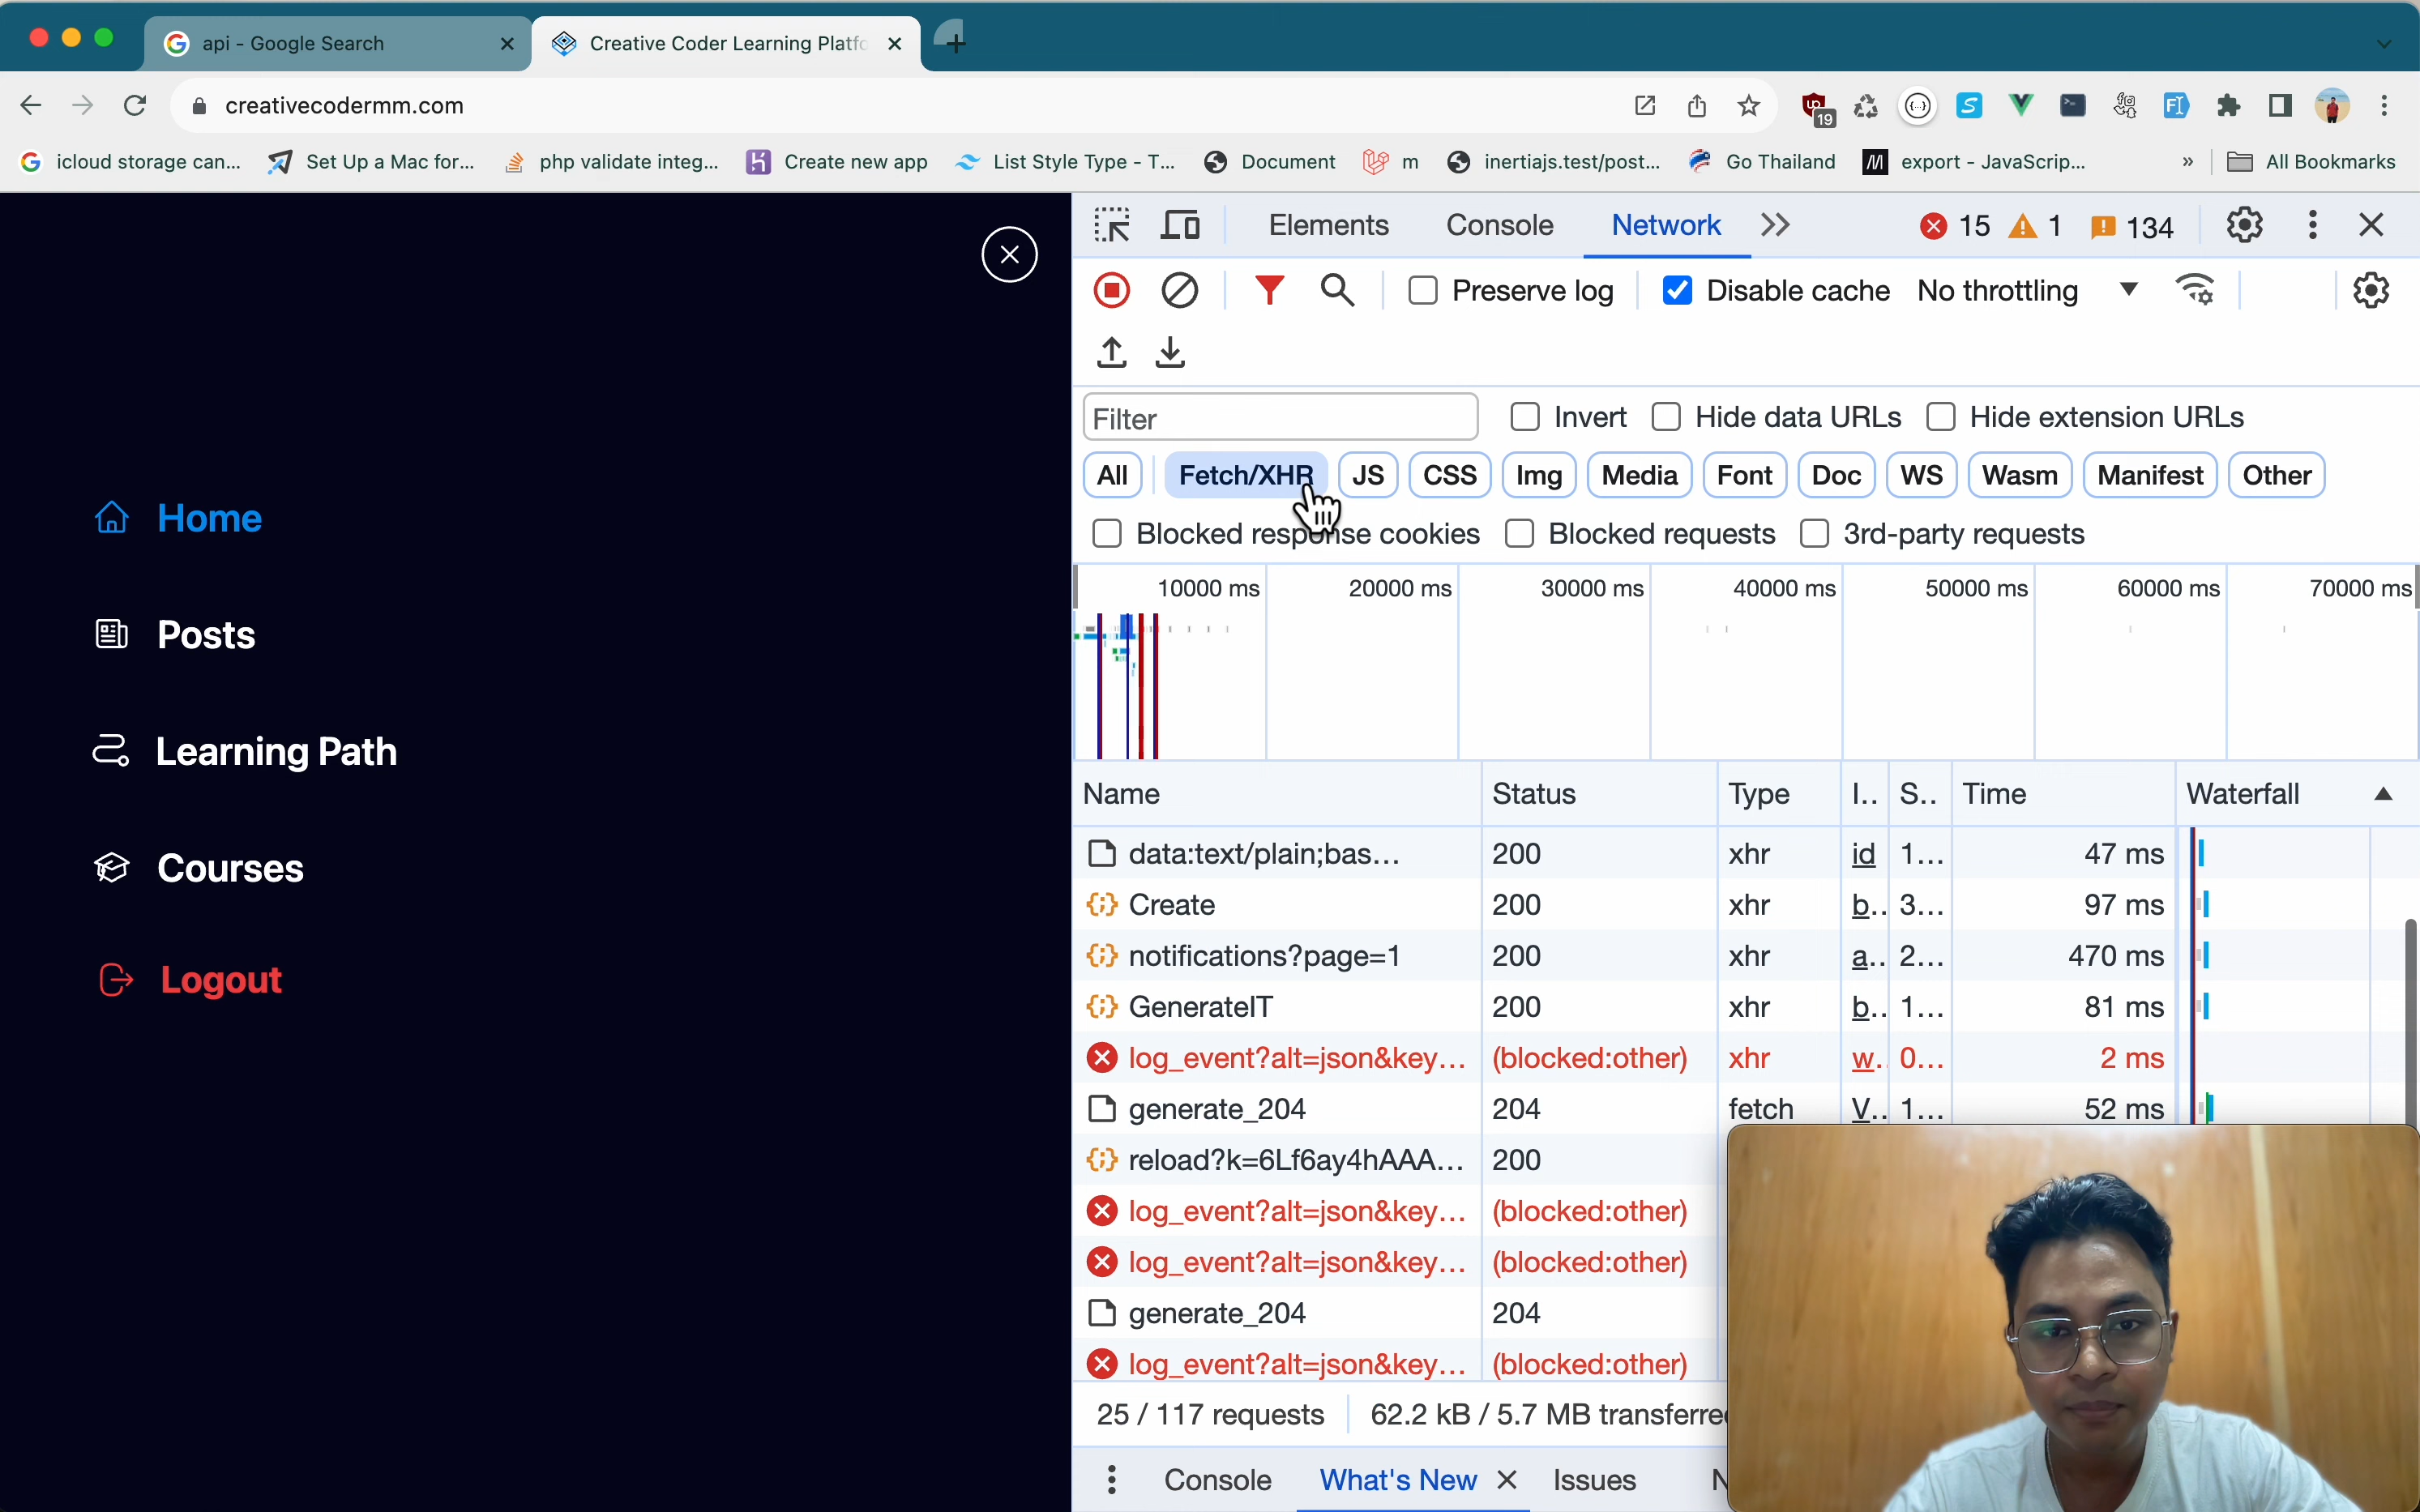 api - Google Search
Creative Coder Learning Platfo
creativecodermm.com
19
icloud storage can...
Set Up a Mac for...
php validate integ...
Create new app
List Style Type - T...
Document
m
inertiajs.test/post...
Go Thailand
export - JavaScrip...
»
All Bookmarks
Home
Posts
Learning Path
Courses
Logout
Elements
Console
Network
15
1
134
Preserve log
Disable cache
No throttling
Filter
Invert
Hide data URLs
Hide extension URLs
All
Fetch/XHR
JS
CSS
Img
Media
Font
Doc
WS
Wasm
Manifest
Other
Blocked response cookies
Blocked requests
3rd-party requests
10000 ms
20000 ms
30000 ms
40000 ms
50000 ms
60000 ms
70000 ms
Name Status Type I.. S.. Time Waterfall
data:text/plain;bas... 200 xhr id 1... 47 ms
Create 200 xhr b.. 3... 97 ms
notifications?page=1 200 xhr a.. 2... 470 ms
GenerateIT 200 xhr b.. 1... 81 ms
log_event?alt=json&key... (blocked:other) xhr w.. 0... 2 ms
generate_204 204 fetch V.. 1... 52 ms
reload?k=6Lf6ay4hAAA... 200
log_event?alt=json&key... (blocked:other)
log_event?alt=json&key... (blocked:other)
generate_204 204
log_event?alt=json&key... (blocked:other)
25 / 117 requests
62.2 kB / 5.7 MB transferre
Console
What's New
Issues
N